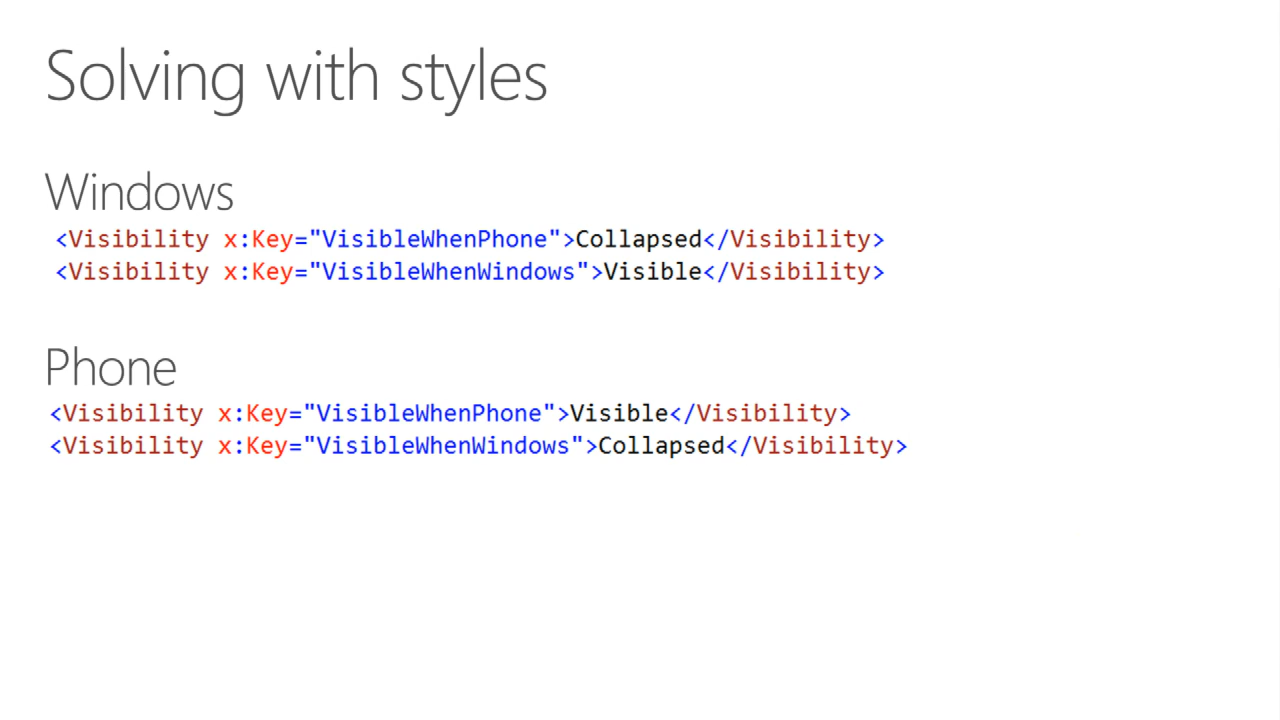 Solving with styles
Windows
<Visibility x:Key="VisibleWhenPhone">Collapsed</Visibility>
<Visibility x:Key="VisibleWhenWindows">Visible</Visibility>
Phone
<Visibility x:Key="VisibleWhenPhone">Visible</Visibility>
<Visibility x:Key="VisibleWhenWindows">Collapsed</Visibility>